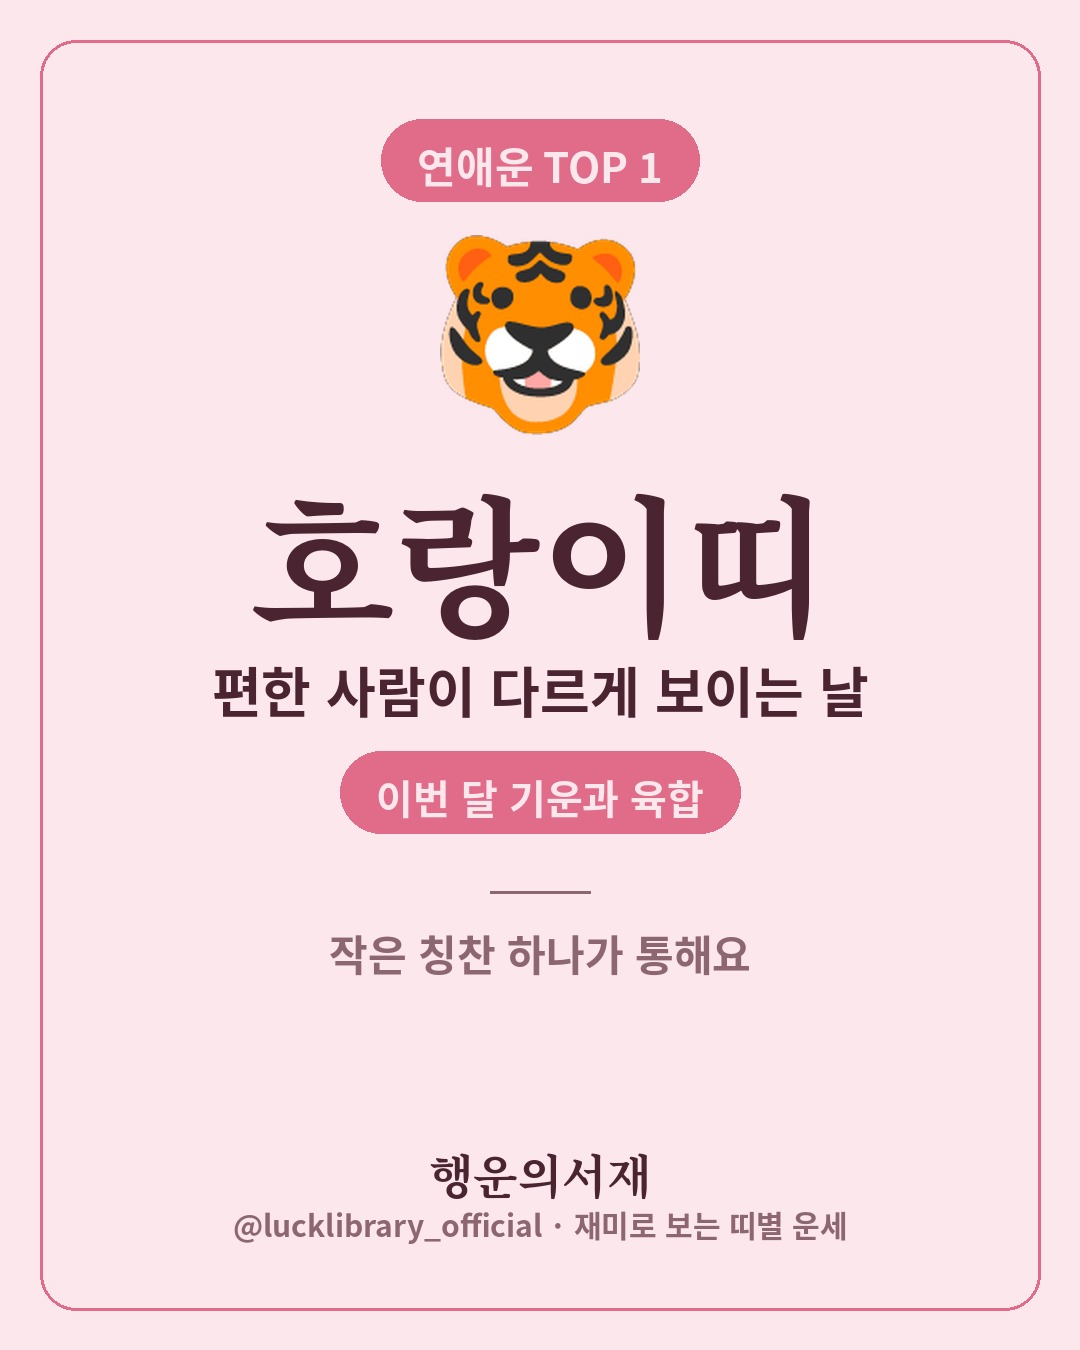 연애운 TOP 1
호랑이띠
편한 사람이 다르게 보이는 날
이번 달 기운과 육합
작은 칭찬 하나가 통해요
행운의서재
@lucklibrary_official · 재미로 보는 띠별 운세